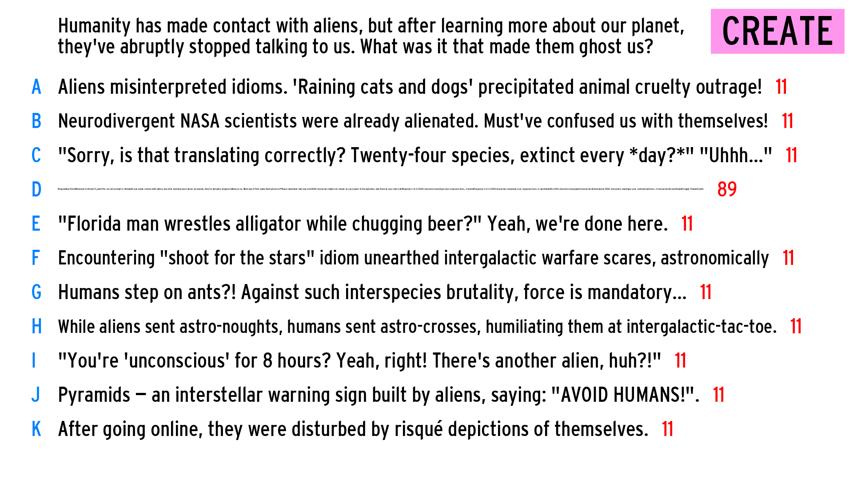 Humanity has made contact with aliens, but after learning more about our planet,
they've abruptly stopped talking to us. What was it that made them ghost us?
CREATE
A Aliens misinterpreted idioms. 'Raining cats and dogs' precipitated animal cruelty outrage! 11
B Neurodivergent NASA scientists were already alienated. Must've confused us with themselves! 11
C "Sorry, is that translating correctly? Twenty-four species, extinct every *day?*" "Uhhh..." 11
D 89
E "Florida man wrestles alligator while chugging beer?" Yeah, we're done here. 11
F Encountering "shoot for the stars" idiom unearthed intergalactic warfare scares, astronomically 11
G Humans step on ants?! Against such interspecies brutality, force is mandatory... 11
H While aliens sent astro-noughts, humans sent astro-crosses, humiliating them at intergalactic-tac-toe. 11
I "You're 'unconscious' for 8 hours? Yeah, right! There's another alien, huh?!" 11
J Pyramids – an interstellar warning sign built by aliens, saying: "AVOID HUMANS!". 11
K After going online, they were disturbed by risqué depictions of themselves. 11